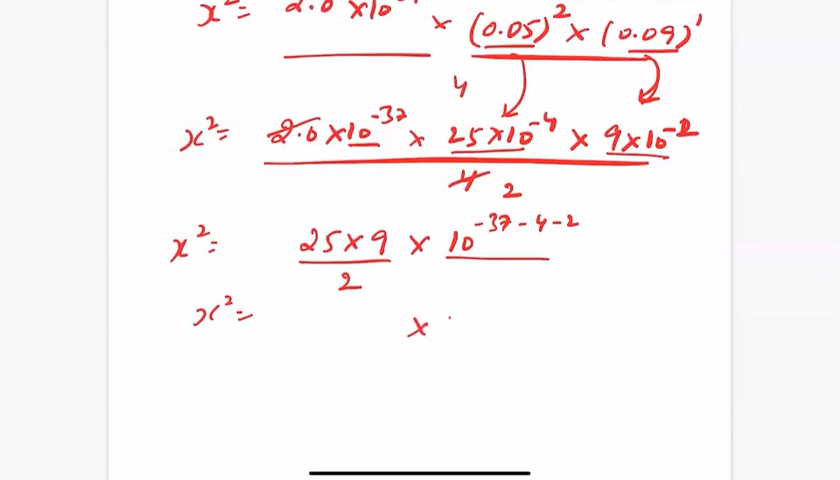 x²= 2.0 ×10 × (0.05)² × (0.09)¹
4
x²= 2.0 ×10⁻³⁷ × 25×10⁻⁴ × 9×10⁻²
4 2
x²= 25×9 × 10⁻³⁷⁻⁴⁻²
2
x²= ×